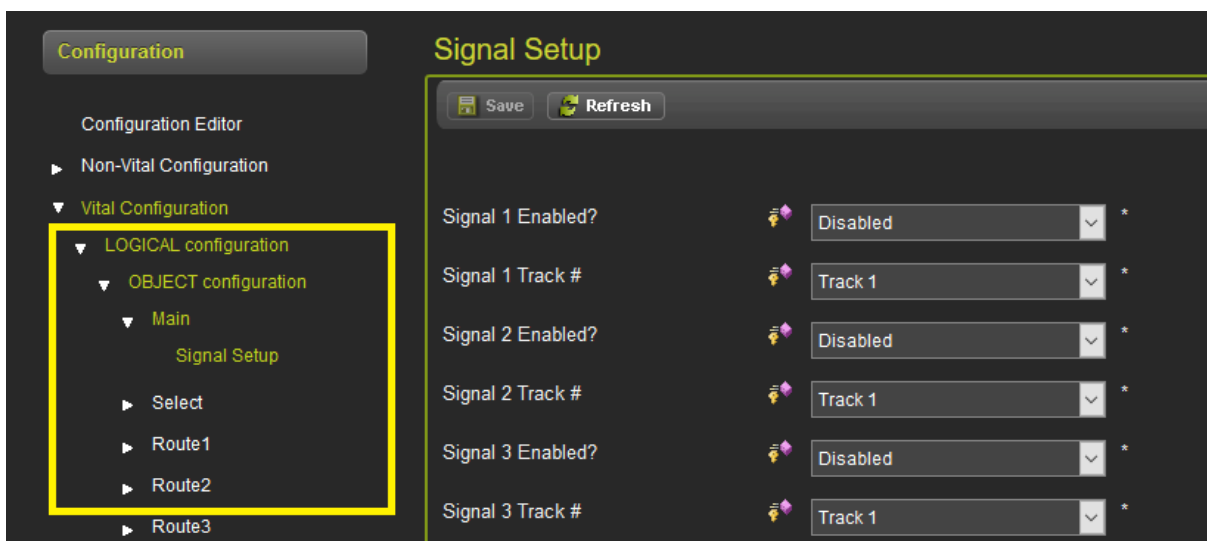 Configuration
Configuration Editor
Non-Vital Configuration
Vital Configuration
LOGICAL configuration
OBJECT configuration
Main
Signal Setup
Select
Route1
Route2
Route3
Signal Setup
Save Refresh
Signal 1 Enabled? Disabled *
Signal 1 Track # Track 1 *
Signal 2 Enabled? Disabled *
Signal 2 Track # Track 1 *
Signal 3 Enabled? Disabled *
Signal 3 Track # Track 1 *